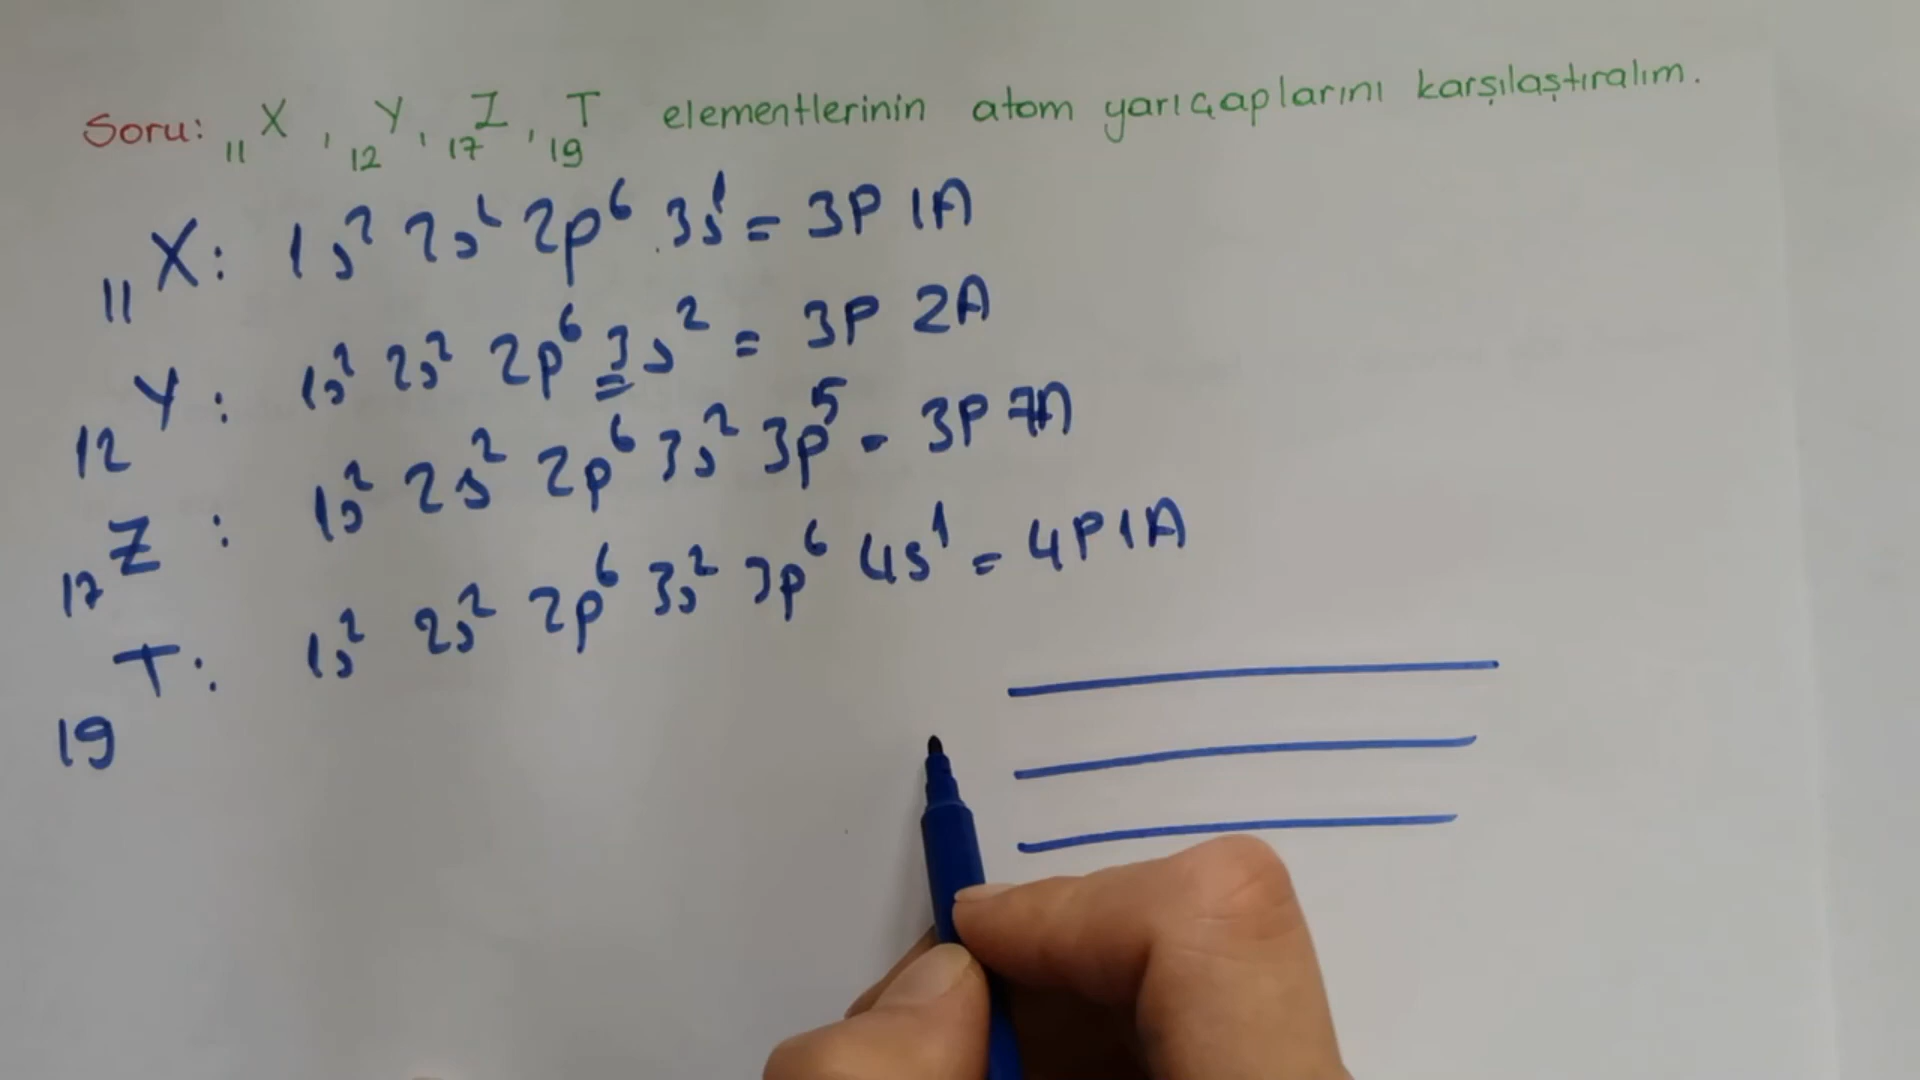 Soru: ₁₁X, ₁₂Y, ₁₇Z, ₁₉T elementlerinin atom yarıçaplarını karşılaştıralım.
₁₁X: 1s² 2s² 2p⁶ 3s¹ = 3P 1A
₁₂Y: 1s² 2s² 2p⁶ 3s² = 3P 2A
₁₇Z: 1s² 2s² 2p⁶ 3s² 3p⁵ = 3P 7A
₁₉T: 1s² 2s² 2p⁶ 3s² 3p⁶ 4s¹ = 4P 1A